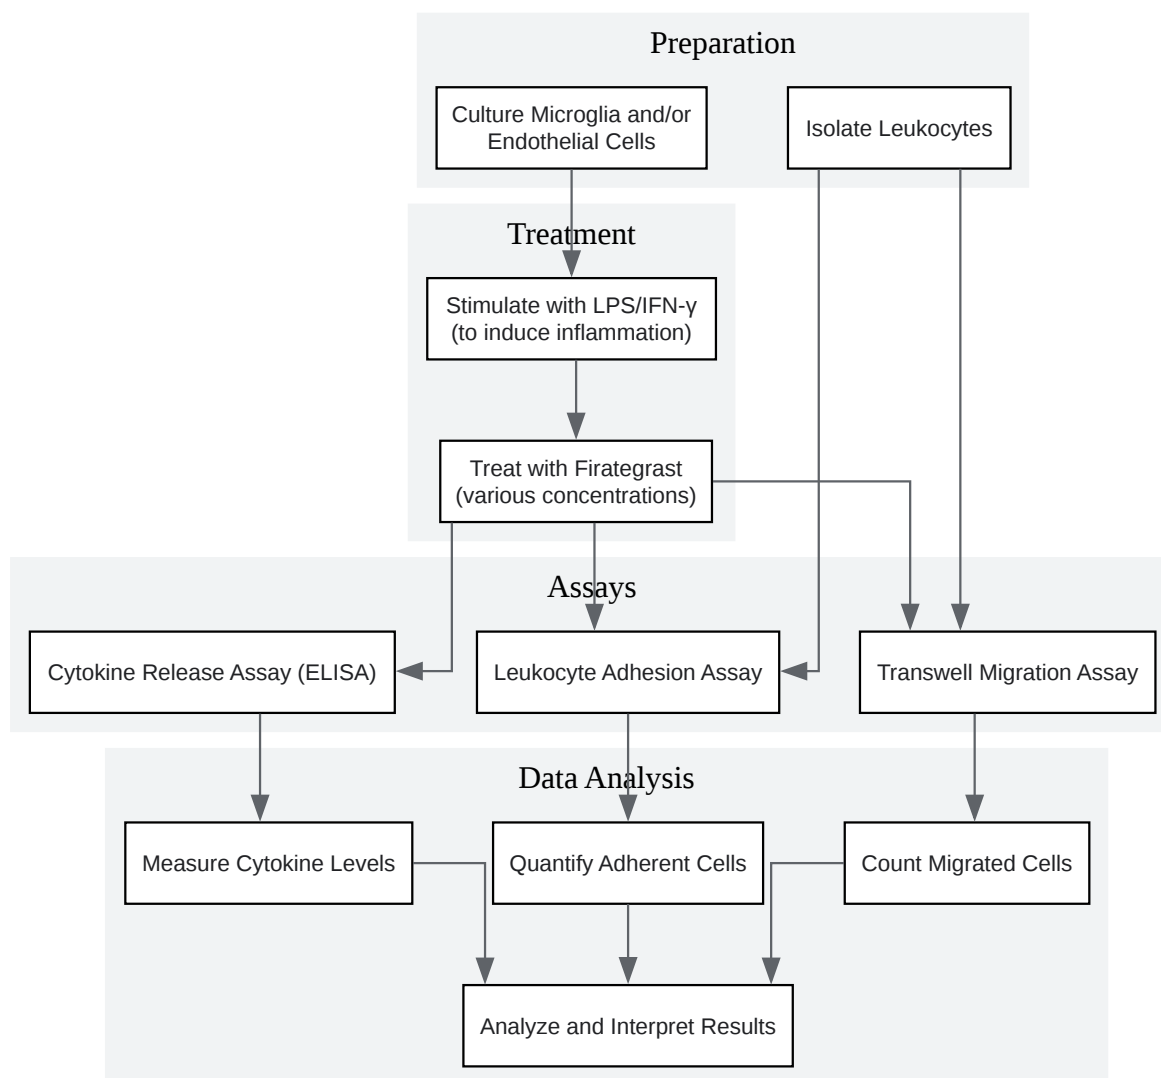 Preparation
Culture Microglia and/or
Endothelial Cells
Isolate Leukocytes
Treatment
Stimulate with LPS/IFN-γ
(to induce inflammation)
Treat with Firategrast
(various concentrations)
Assays
Cytokine Release Assay (ELISA)
Leukocyte Adhesion Assay
Transwell Migration Assay
Data Analysis
Measure Cytokine Levels
Quantify Adherent Cells
Count Migrated Cells
Analyze and Interpret Results